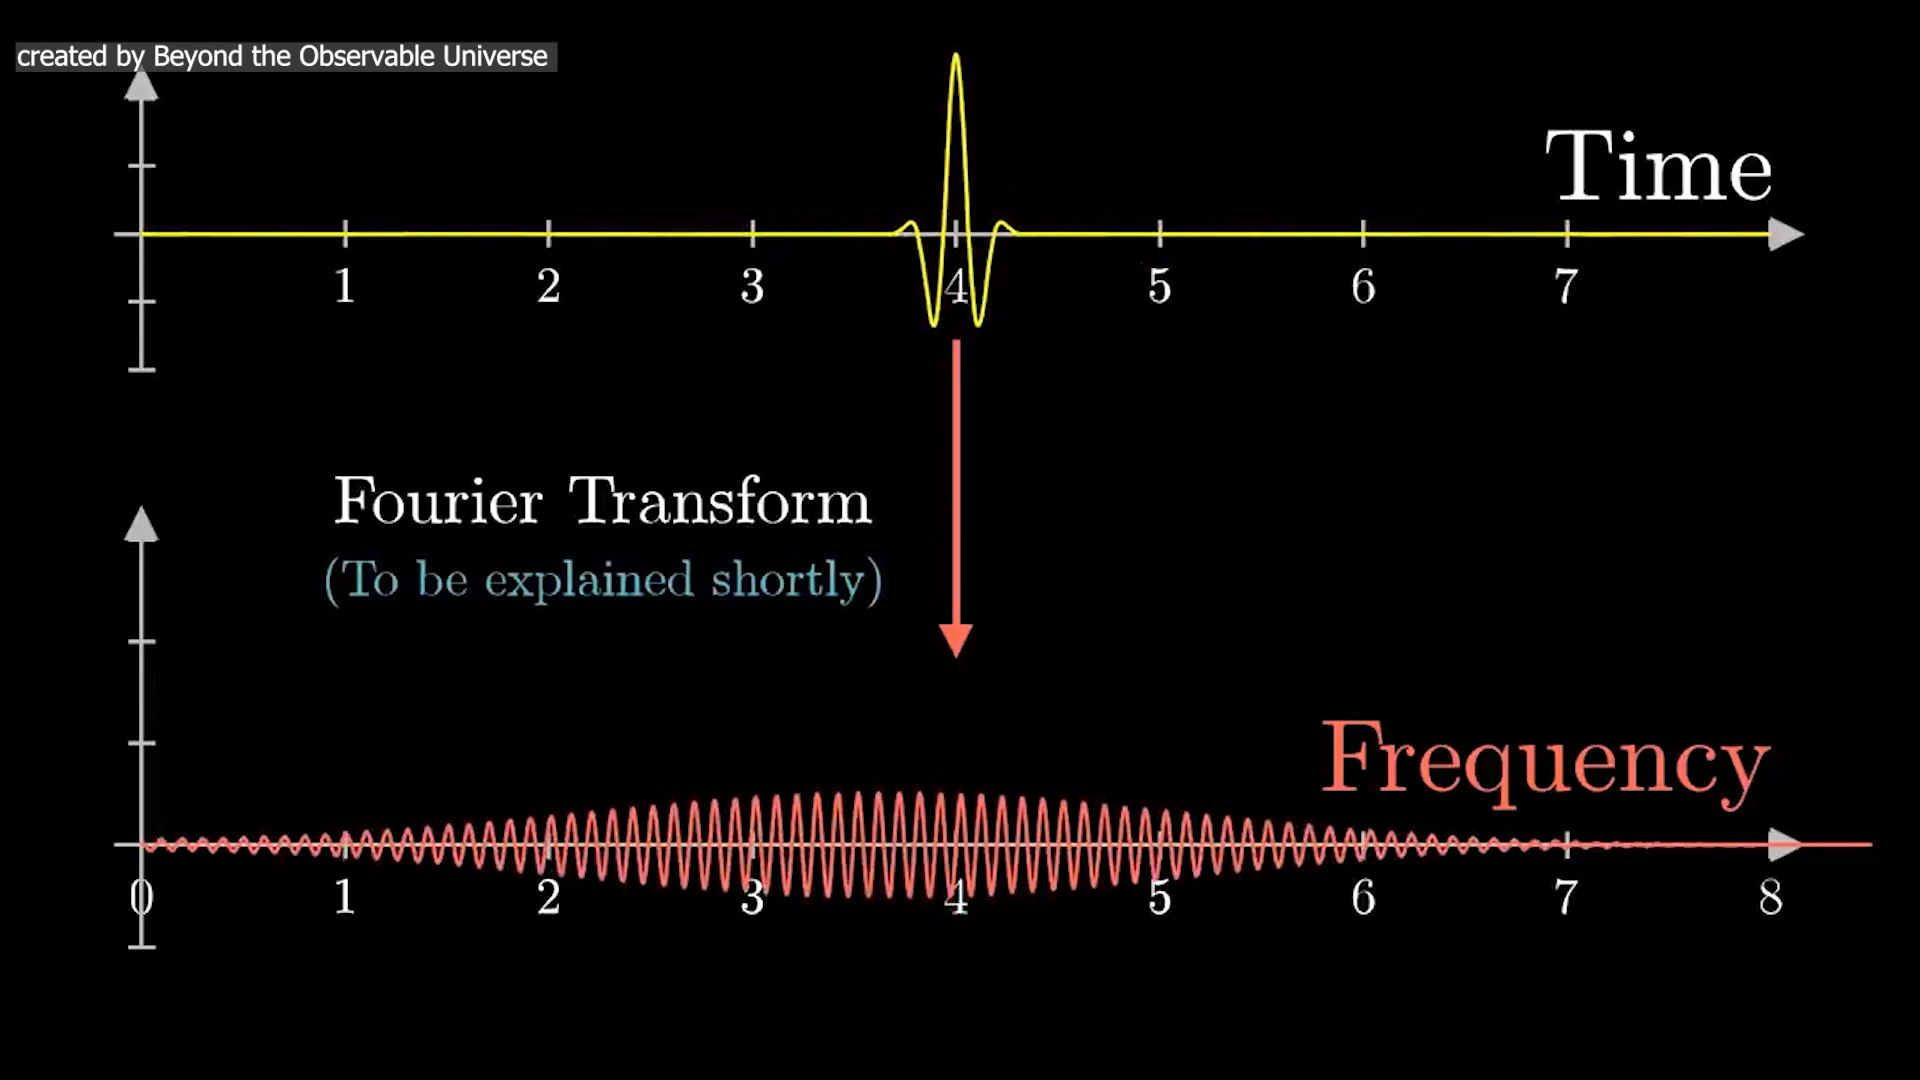 created by Beyond the Observable Universe
Time
1 2 3 4 5 6 7
Fourier Transform
(To be explained shortly)
Frequency
0 1 2 3 4 5 6 7 8